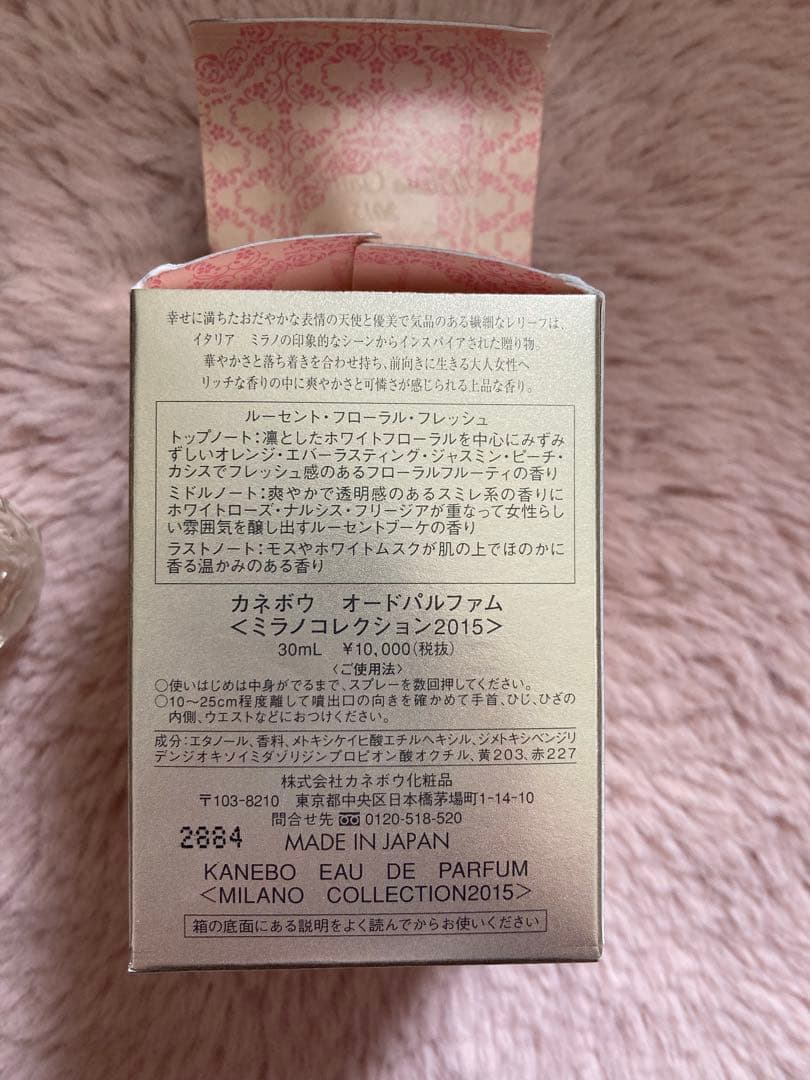 幸せに満ちたおだやかな表情の天使と優美で気品のある繊細なレリーフは、
イタリア　ミラノの印象的なシーンからインスパイアされた贈り物。
華やかさと落ち着きを合わせ持ち、前向きに生きる大人女性へ
リッチな香りの中に爽やかさと可憐さが感じられる上品な香り。
ルーセント・フローラル・フレッシュ
トップノート：凛としたホワイトフローラルを中心にみずみ
ずしいオレンジ・エバーラスティング・ジャスミン・ピーチ・
カシスでフレッシュ感のあるフローラルフルーティの香り
ミドルノート：爽やかで透明感のあるスミレ系の香りに
ホワイトローズ・ナルシス・フリージアが重なって女性らし
い雰囲気を醸し出すルーセントブーケの香り
ラストノート：モスやホワイトムスクが肌の上でほのかに
香る温かみのある香り
カネボウ　オードパルファム
＜ミラノコレクション2015＞
30mL　¥10,000(税抜)
〈ご使用法〉
○使いはじめは中身がでるまで、スプレーを数回押してください。
○10〜25cm程度離して噴出口の向きを確かめて手首、ひじ、ひざの
内側、ウエストなどにおつけください。
成分：エタノール、香料、メトキシケイヒ酸エチルヘキシル、ジメトキシベンジリ
デンジオキソイミダゾリジンプロピオン酸オクチル、黄203、赤227
株式会社カネボウ化粧品
〒103-8210　東京都中央区日本橋茅場町1-14-10
問合せ先 0120-518-520
2884 MADE IN JAPAN
KANEBO EAU DE PARFUM
＜MILANO COLLECTION2015＞
箱の底面にある説明をよく読んでからお使いください